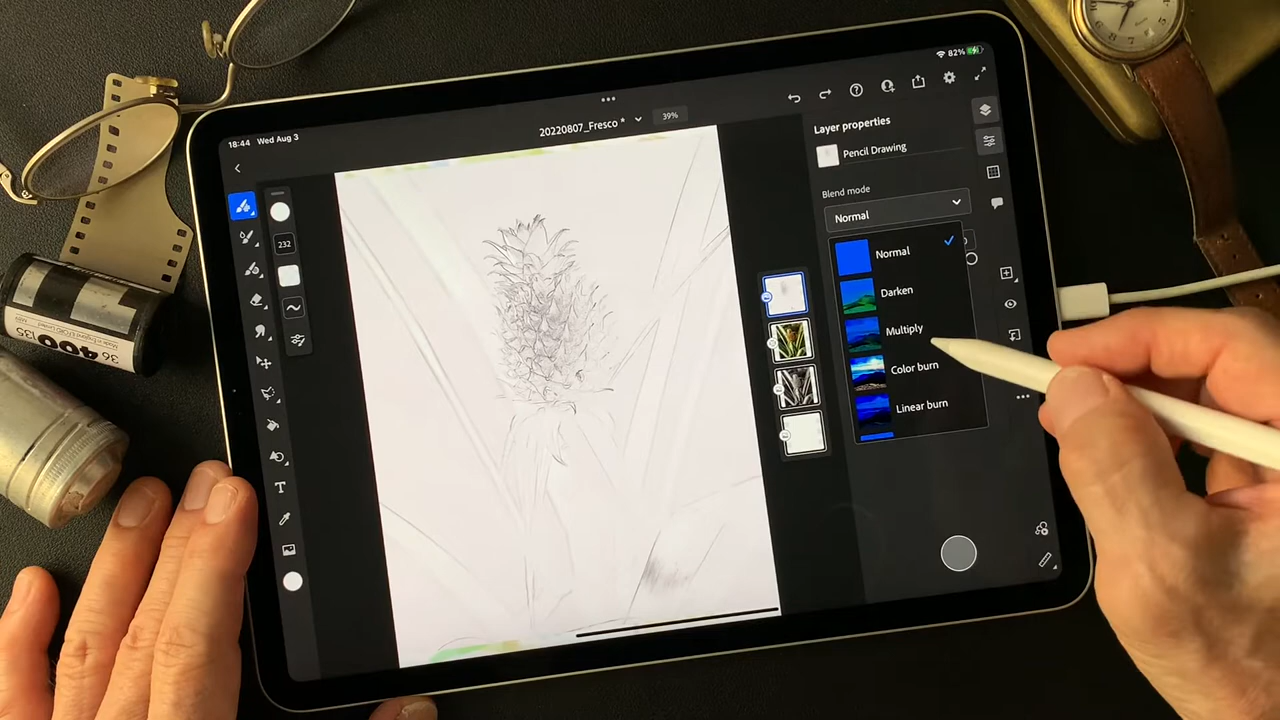 18:44 Wed Aug 3
82%
20220807_Fresco *
39%
Layer properties
Pencil Drawing
Blend mode
Normal
Normal
Darken
Multiply
Color burn
Linear burn
232
T
400
36
135